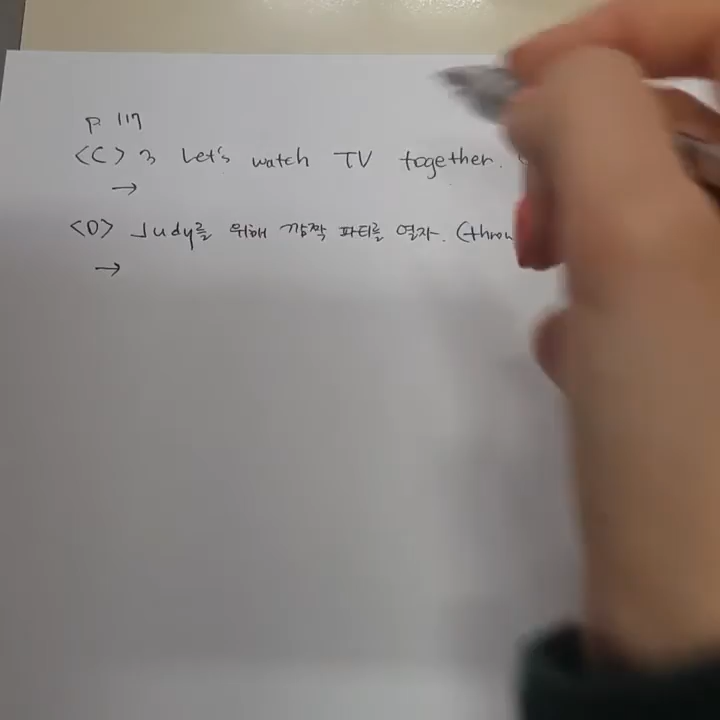 p 117
<C> 3 Let's watch TV together.
→
<D> Judy를 위해 깜짝 파티를 열자. (throw
→